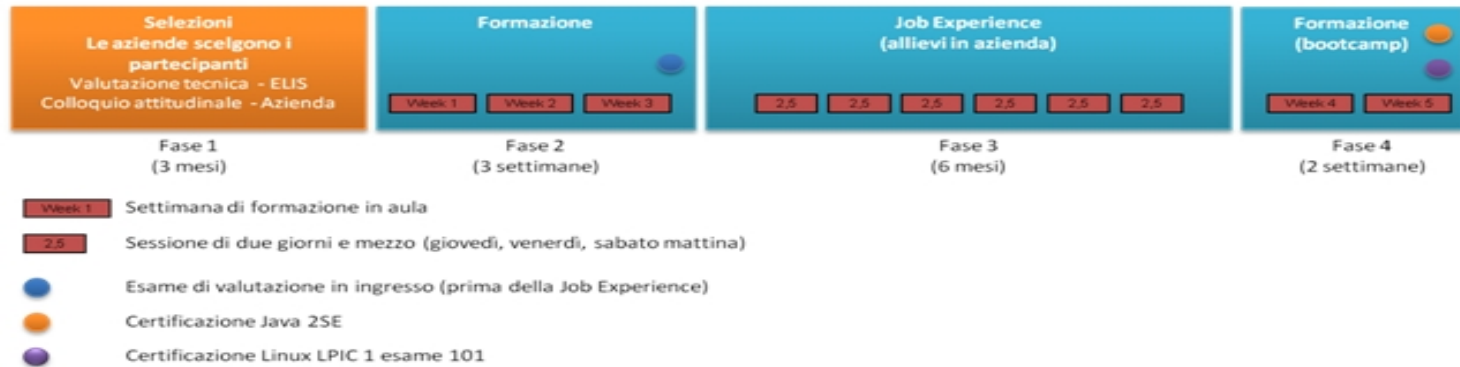 Selezioni
Le aziende scelgono i
partecipanti
Valutazione tecnica - ELIS
Colloquio attitudinale - Azienda
Formazione
Week 1
Week 2
Week 3
Job Experience
(allievi in azienda)
2,5
2,5
2,5
2,5
2,5
2,5
Formazione
(bootcamp)
Week 4
Week 5
Fase 1
(3 mesi)
Fase 2
(3 settimane)
Fase 3
(6 mesi)
Fase 4
(2 settimane)
Week 1
Settimana di formazione in aula
2,5
Sessione di due giorni e mezzo (giovedì, venerdì, sabato mattina)
Esame di valutazione in ingresso (prima della Job Experience)
Certificazione Java 2SE
Certificazione Linux LPIC 1 esame 101